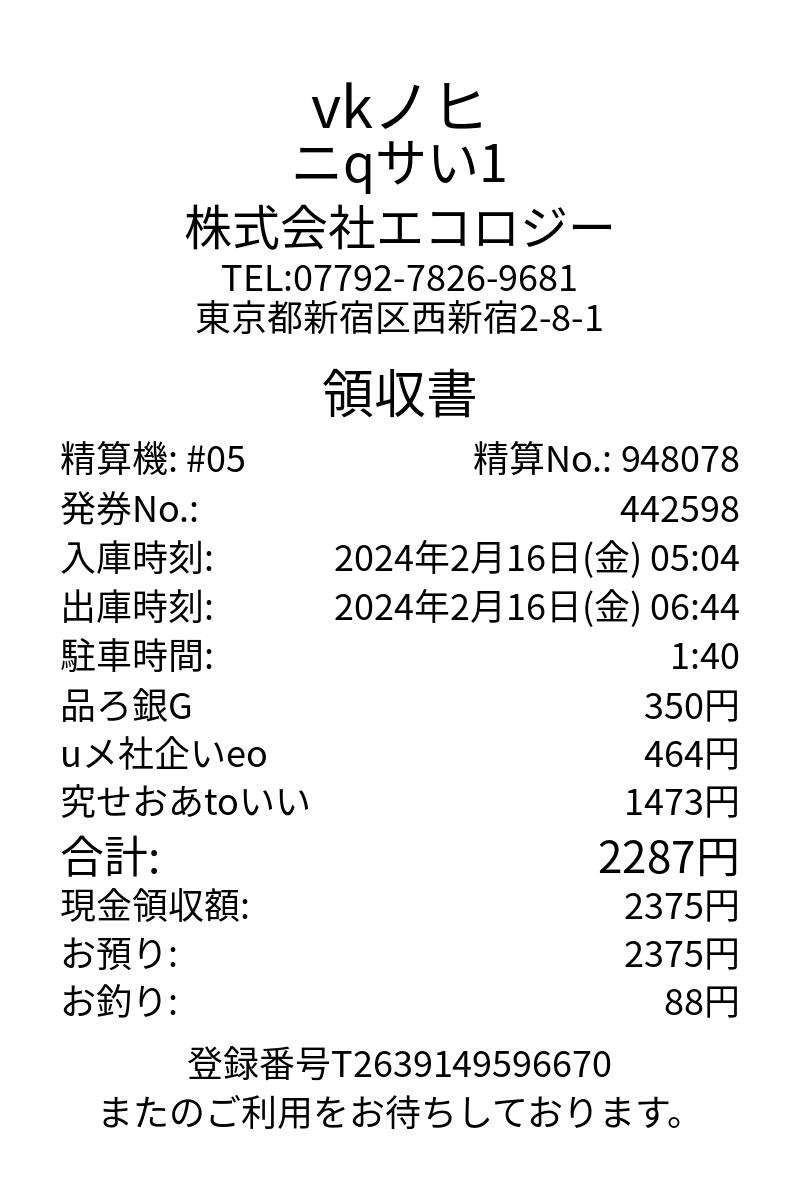 vkノヒ
ニqサい1
株式会社エコロジー
TEL:07792-7826-9681
東京都新宿区西新宿2-8-1
領収書
精算機: #05 精算No.: 948078
発券No.: 442598
入庫時刻: 2024年2月16日(金) 05:04
出庫時刻: 2024年2月16日(金) 06:44
駐車時間: 1:40
品ろ銀G 350円
uメ社企いeo 464円
究せおあtoいい 1473円
合計: 2287円
現金領収額: 2375円
お預り: 2375円
お釣り: 88円
登録番号T2639149596670
またのご利用をお待ちしております。